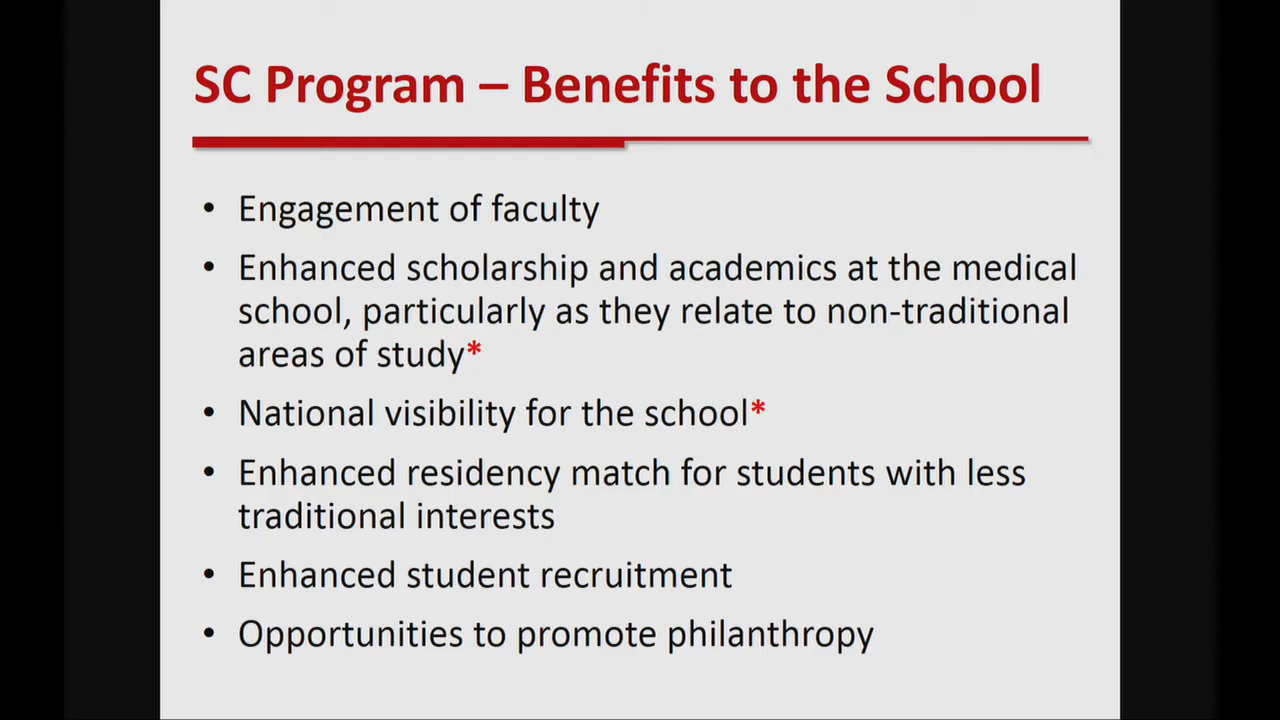 SC Program – Benefits to the School
• Engagement of faculty
• Enhanced scholarship and academics at the medical
school, particularly as they relate to non-traditional
areas of study*
• National visibility for the school*
• Enhanced residency match for students with less
traditional interests
• Enhanced student recruitment
• Opportunities to promote philanthropy